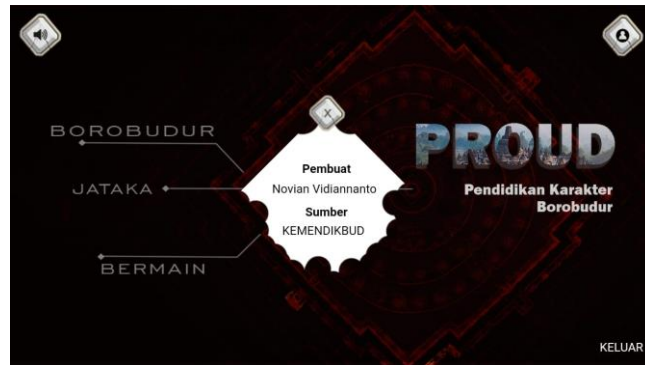 BOROBUDUR
JATAKA
BERMAIN
X
Pembuat
Novian Vidiannanto
Sumber
KEMENDIKBUD
PROUD
Pendidikan Karakter
Borobudur
KELUAR